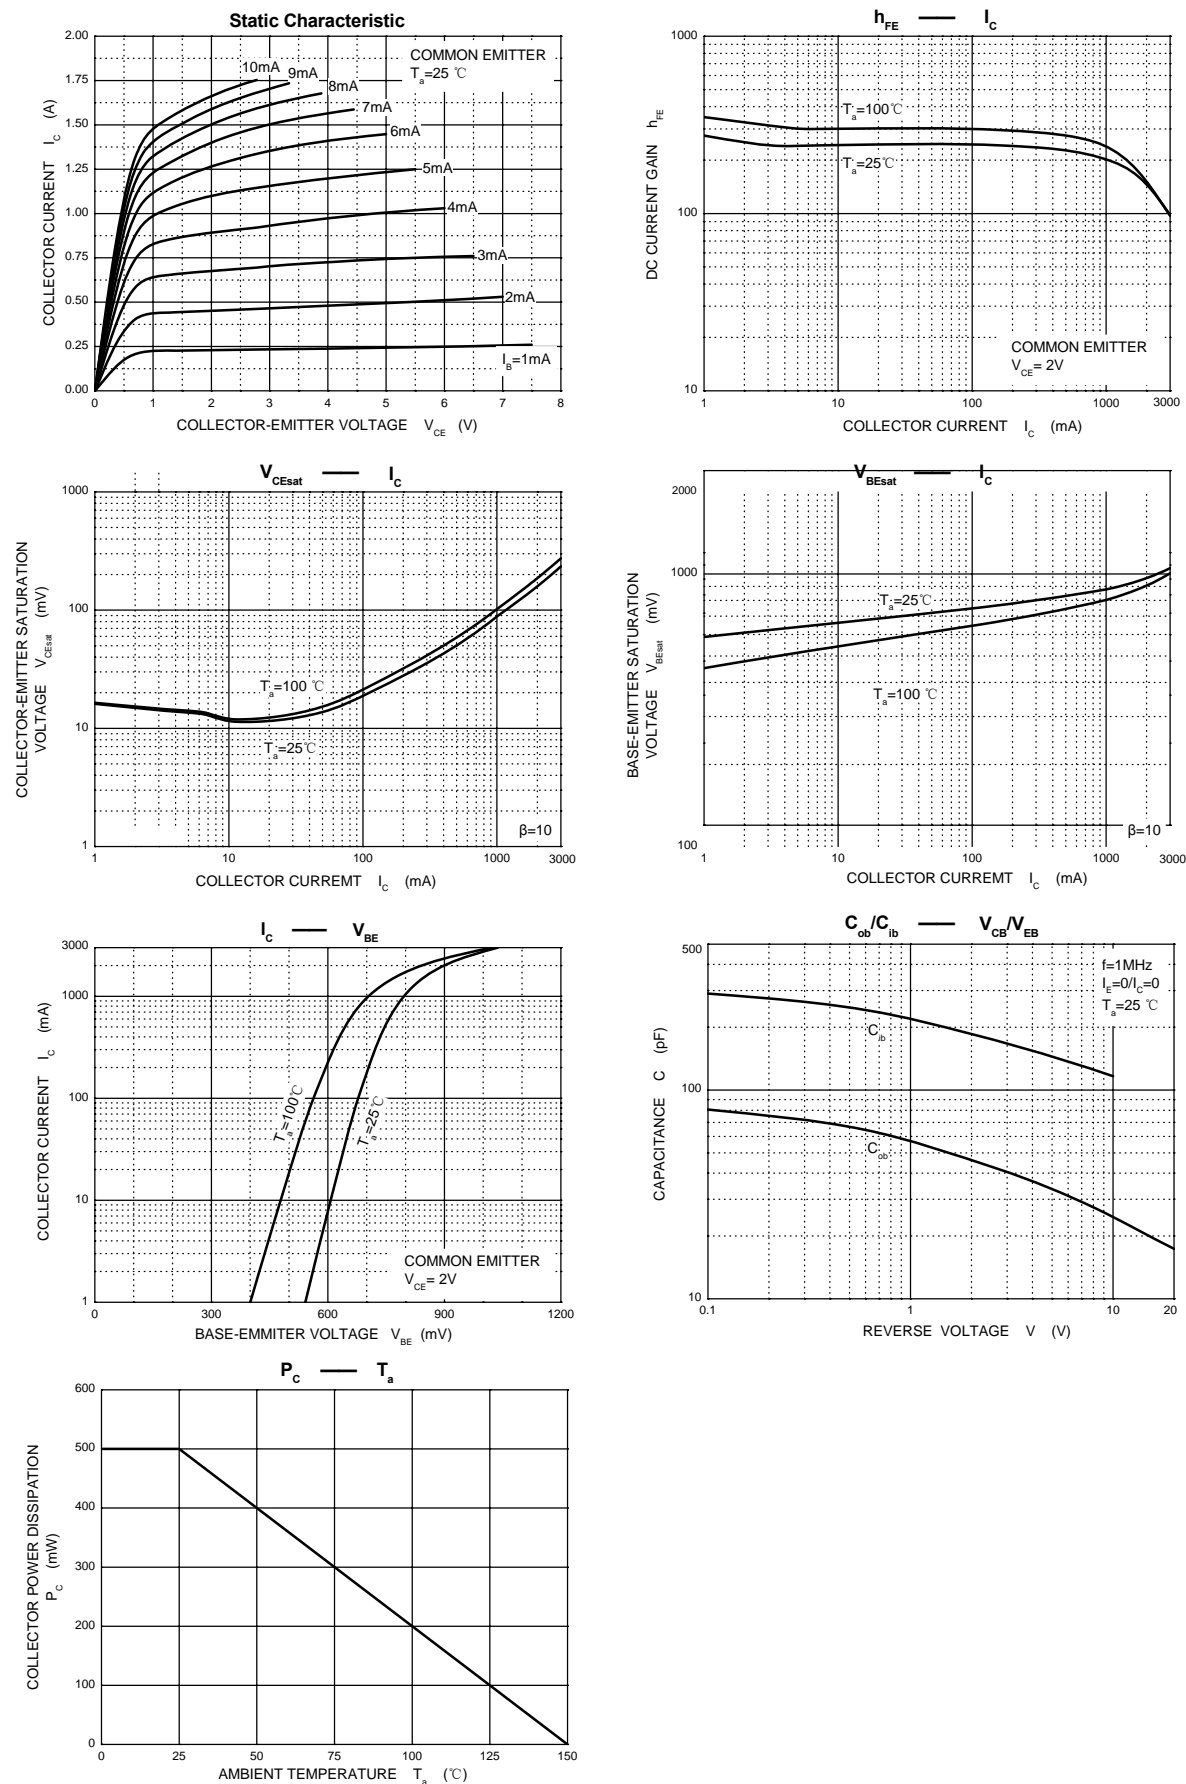 Static Characteristic
2.00
1.75
1.50
1.25
1.00
0.75
0.50
0.25
0.00
COLLECTOR CURRENT I_C (A)
COMMON EMITTER
T_a=25 ℃
10mA
9mA
8mA
7mA
6mA
5mA
4mA
3mA
2mA
I_B=1mA
0 1 2 3 4 5 6 7 8
COLLECTOR-EMITTER VOLTAGE V_CE (V)
h_FE —— I_C
1000
100
10
DC CURRENT GAIN h_FE
T_a=100℃
T_a=25℃
COMMON EMITTER
V_CE= 2V
1 10 100 1000 3000
COLLECTOR CURRENT I_C (mA)
V_CEsat —— I_C
1000
100
10
1
COLLECTOR-EMITTER SATURATION
VOLTAGE V_CEsat (mV)
T_a=100 ℃
T_a=25℃
β=10
1 10 100 1000 3000
COLLECTOR CURREMT I_C (mA)
V_BEsat —— I_C
2000
1000
100
BASE-EMITTER SATURATION
VOLTAGE V_BEsat (mV)
T_a=25℃
T_a=100 ℃
β=10
1 10 100 1000 3000
COLLECTOR CURREMT I_C (mA)
I_C —— V_BE
3000
1000
100
10
1
COLLECTOR CURRENT I_C (mA)
T_a=100℃
T_a=25℃
COMMON EMITTER
V_CE= 2V
0 300 600 900 1200
BASE-EMMITER VOLTAGE V_BE (mV)
C_ob/C_ib —— V_CB/V_EB
500
100
10
CAPACITANCE C (pF)
f=1MHz
I_E=0/I_C=0
T_a=25 ℃
C_ib
C_ob
0.1 1 10 20
REVERSE VOLTAGE V (V)
P_C —— T_a
600
500
400
300
200
100
0
COLLECTOR POWER DISSIPATION
P_C (mW)
0 25 50 75 100 125 150
AMBIENT TEMPERATURE T_a (℃)